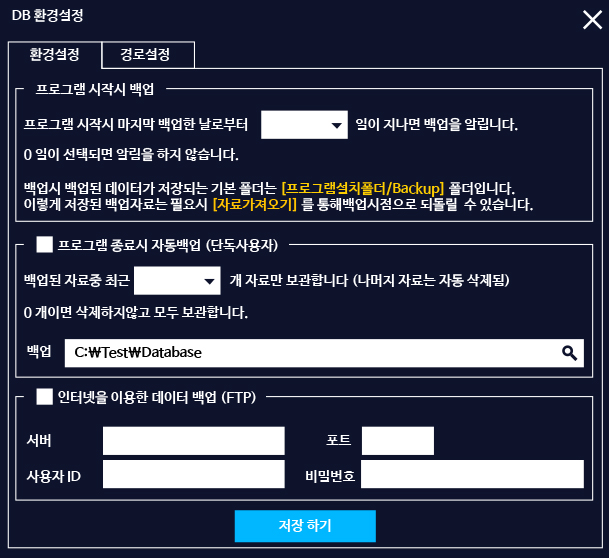 DB 환경설정
환경설정 경로설정
프로그램 시작시 백업
프로그램 시작시 마지막 백업한 날로부터 일이 지나면 백업을 알립니다.
0 일이 선택되면 알림을 하지 않습니다.
백업시 백업된 데이터가 저장되는 기본 폴더는 [프로그램설치폴더/Backup] 폴더입니다.
이렇게 저장된 백업자료는 필요시 [자료가져오기] 를 통해백업시점으로 되돌릴 수 있습니다.
프로그램 종료시 자동백업 (단독사용자)
백업된 자료중 최근 개 자료만 보관합니다 (나머지 자료는 자동 삭제됨)
0 개이면 삭제하지않고 모두 보관합니다.
백업 C:₩Test₩Database
인터넷을 이용한 데이터 백업 (FTP)
서버 포트
사용자 ID 비밀번호
저장 하기